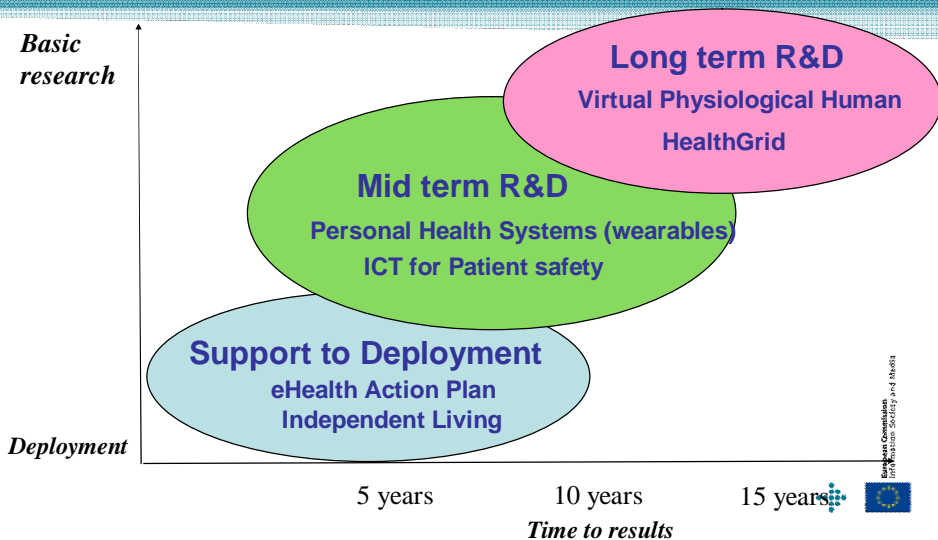 Basic
research
Long term R&D
Virtual Physiological Human
HealthGrid
Mid term R&D
Personal Health Systems (wearables)
ICT for Patient safety
Support to Deployment
eHealth Action Plan
Independent Living
Deployment
5 years
10 years
15 years
Time to results
European Commission
Information Society and Media